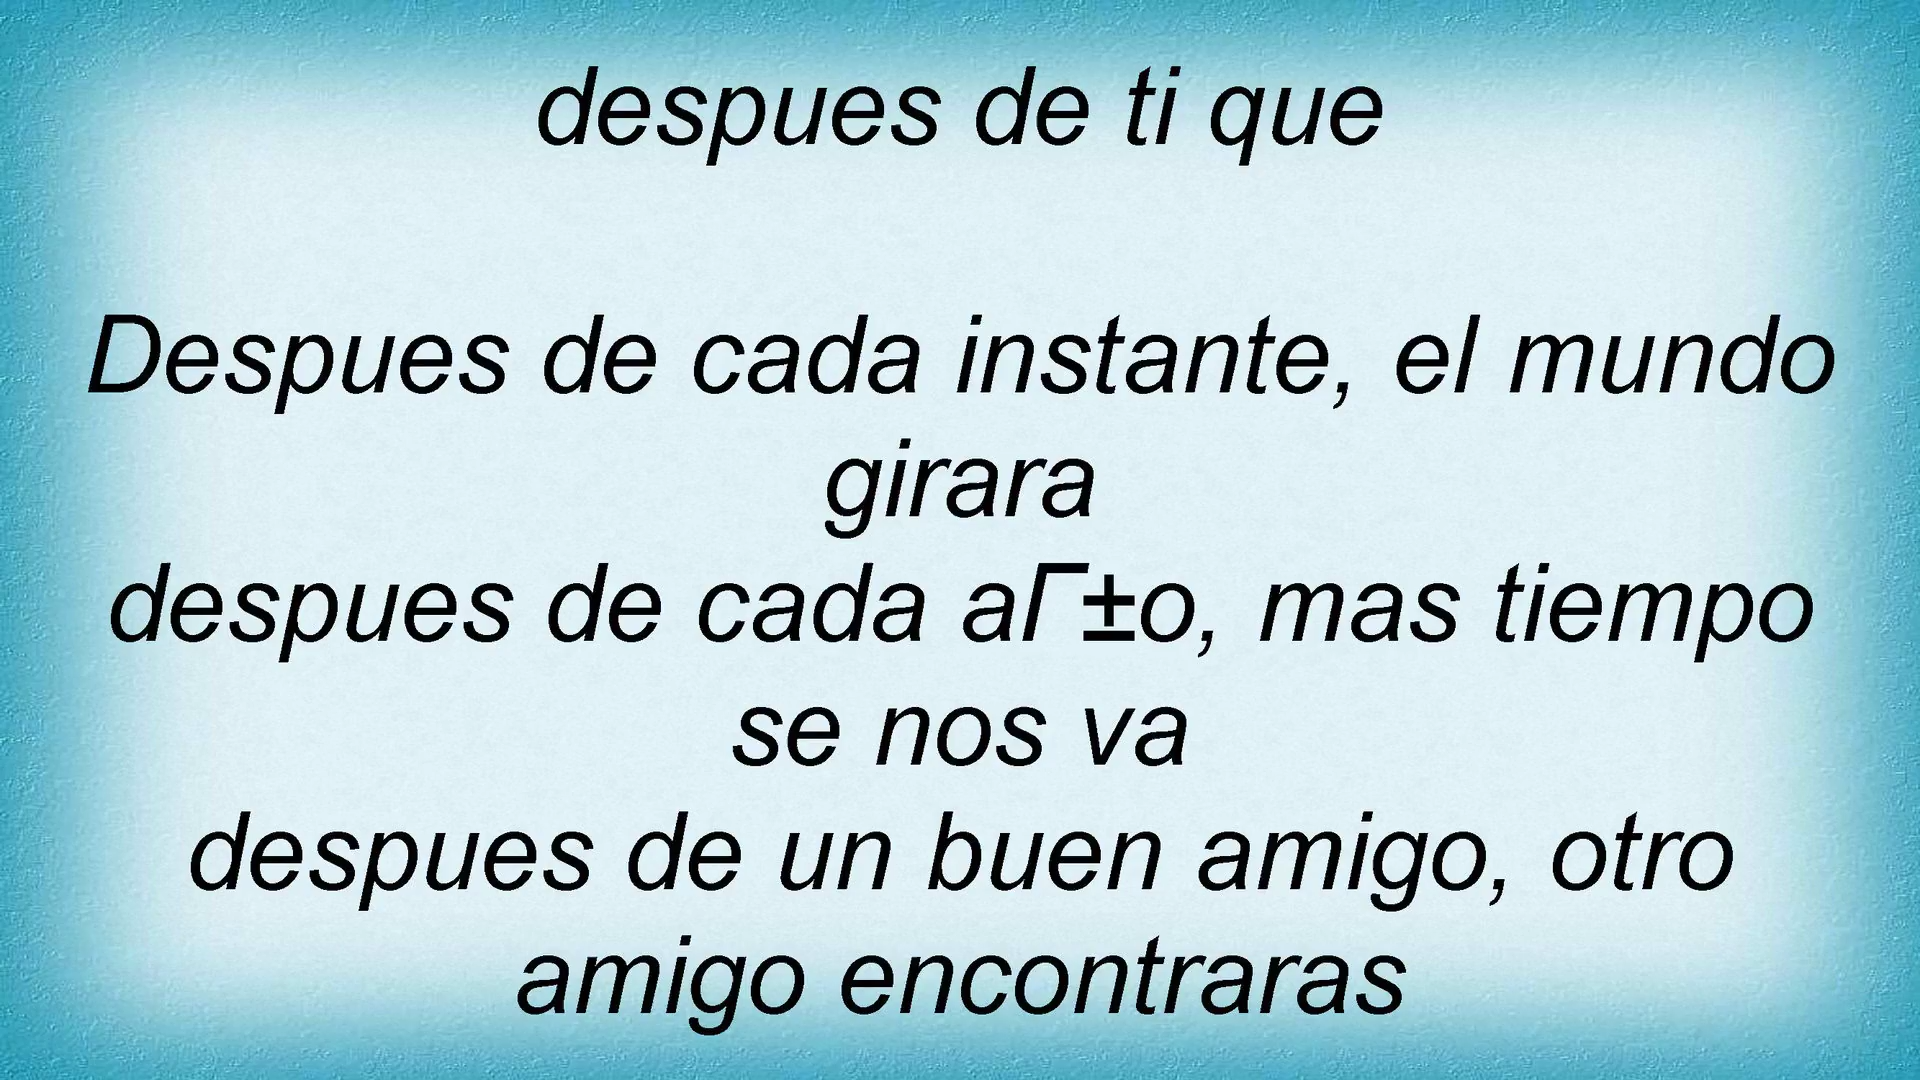 despues de ti que
Despues de cada instante, el mundo
girara
despues de cada aГ±o, mas tiempo
se nos va
despues de un buen amigo, otro
amigo encontraras